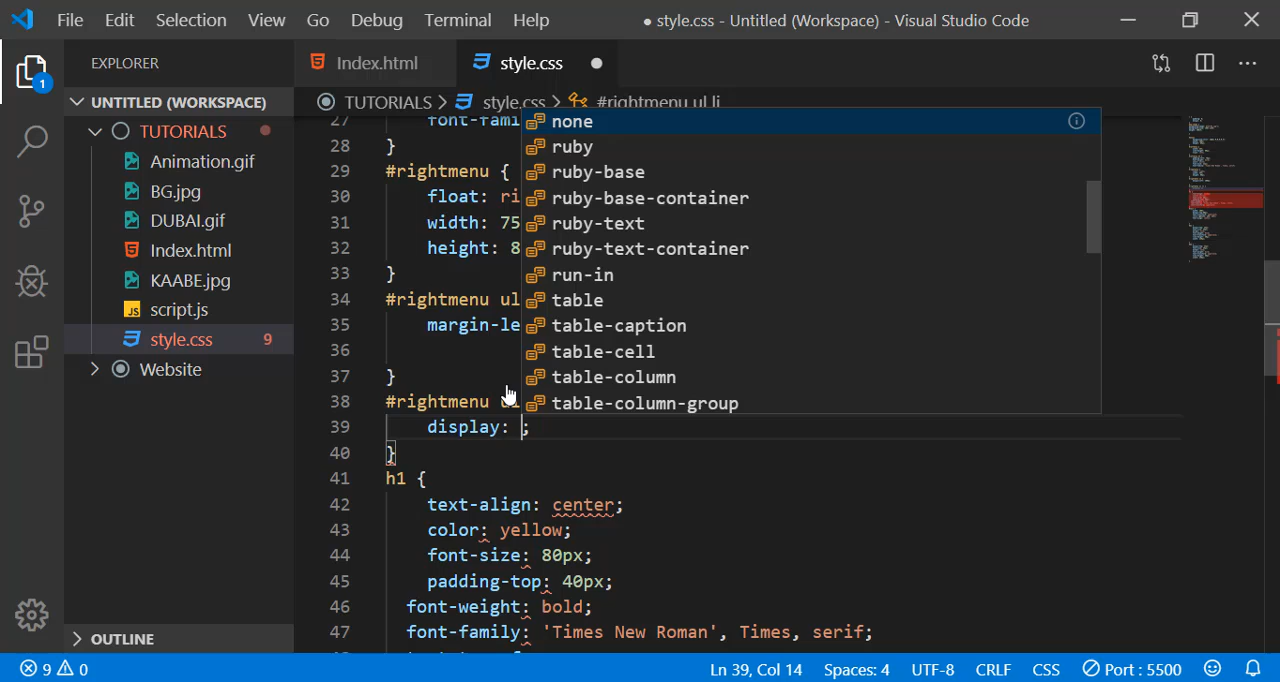 File Edit Selection View Go Debug Terminal Help ● style.css - Untitled (Workspace) - Visual Studio Code
EXPLORER
Index.html
style.css ●
UNTITLED (WORKSPACE)
TUTORIALS > style.css > #rightmenu ul li
TUTORIALS
Animation.gif
BG.jpg
DUBAI.gif
Index.html
KAABE.jpg
script.js
style.css 9
Website
OUTLINE
1
27 font-fami
28 }
29 #rightmenu {
30 float: ri
31 width: 75
32 height: 8
33 }
34 #rightmenu ul
35 margin-le
36
37 }
38 #rightmenu ul
39 display: ;
40 }
41 h1 {
42 text-align: center;
43 color: yellow;
44 font-size: 80px;
45 padding-top: 40px;
46 font-weight: bold;
47 font-family: 'Times New Roman', Times, serif;
none
ruby
ruby-base
ruby-base-container
ruby-text
ruby-text-container
run-in
table
table-caption
table-cell
table-column
table-column-group
9 0 Ln 39, Col 14 Spaces: 4 UTF-8 CRLF CSS Port : 5500